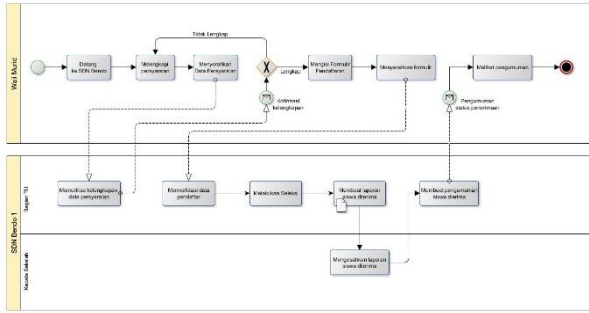 Tidak Lengkap
Wali Murid
Datang
ke SDN Bendo
Melengkapi
persyaratan
Menyerahkan
Data Persyaratan
Lengkap
Mengisi Formulir
Pendaftaran
Menyerahkan formulir
Melihat pengumuman
Konfirmasi
kelengkapan
Pengumuman
status penerimaan
SDN Bendo 1
Bagian TU
Memeriksa kelengkapan
data persyaratan
Memvalidasi data
pendaftar
Melakukan Seleksi
Membuat laporan
siswa diterima
Membuat pengumuman
siswa diterima
Kepala Sekolah
Mengesahkan laporan
siswa diterima